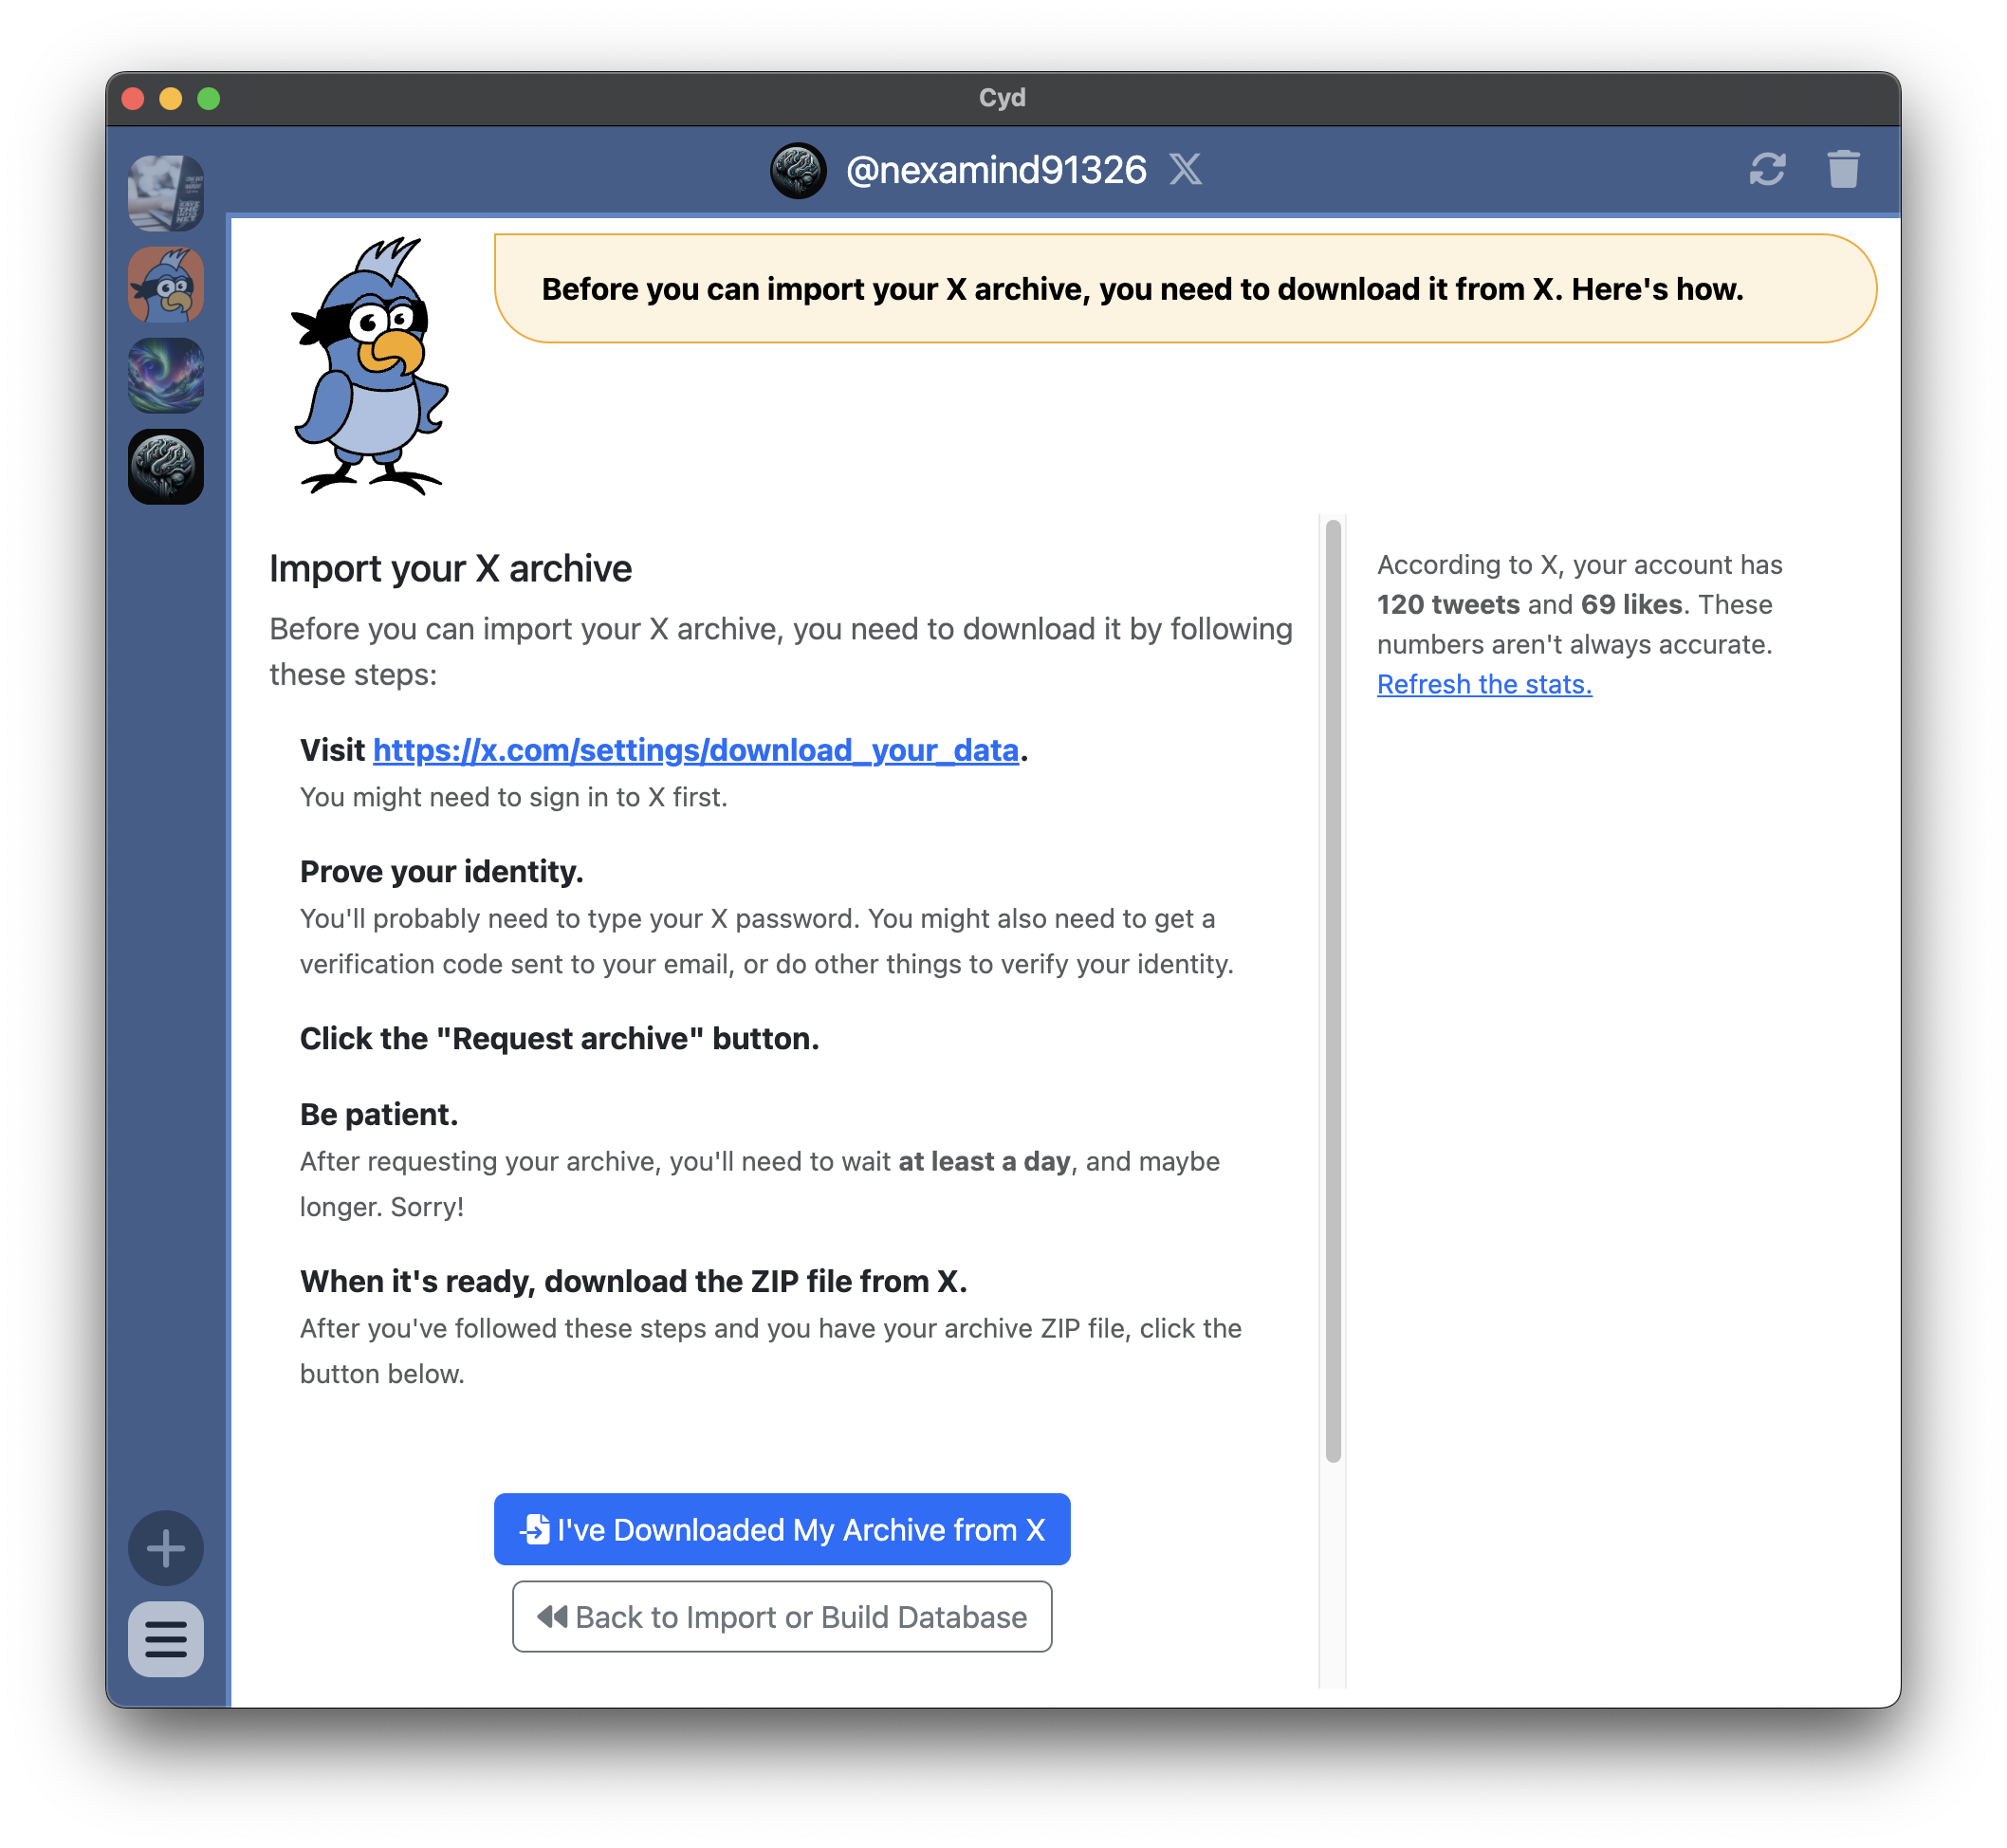 Cyd
@nexamind91326 X
Before you can import your X archive, you need to download it from X. Here's how.
Import your X archive
Before you can import your X archive, you need to download it by following
these steps:
Visit https://x.com/settings/download_your_data.
You might need to sign in to X first.
Prove your identity.
You'll probably need to type your X password. You might also need to get a
verification code sent to your email, or do other things to verify your identity.
Click the "Request archive" button.
Be patient.
After requesting your archive, you'll need to wait at least a day, and maybe
longer. Sorry!
When it's ready, download the ZIP file from X.
After you've followed these steps and you have your archive ZIP file, click the
button below.
I've Downloaded My Archive from X
Back to Import or Build Database
According to X, your account has
120 tweets and 69 likes. These
numbers aren't always accurate.
Refresh the stats.